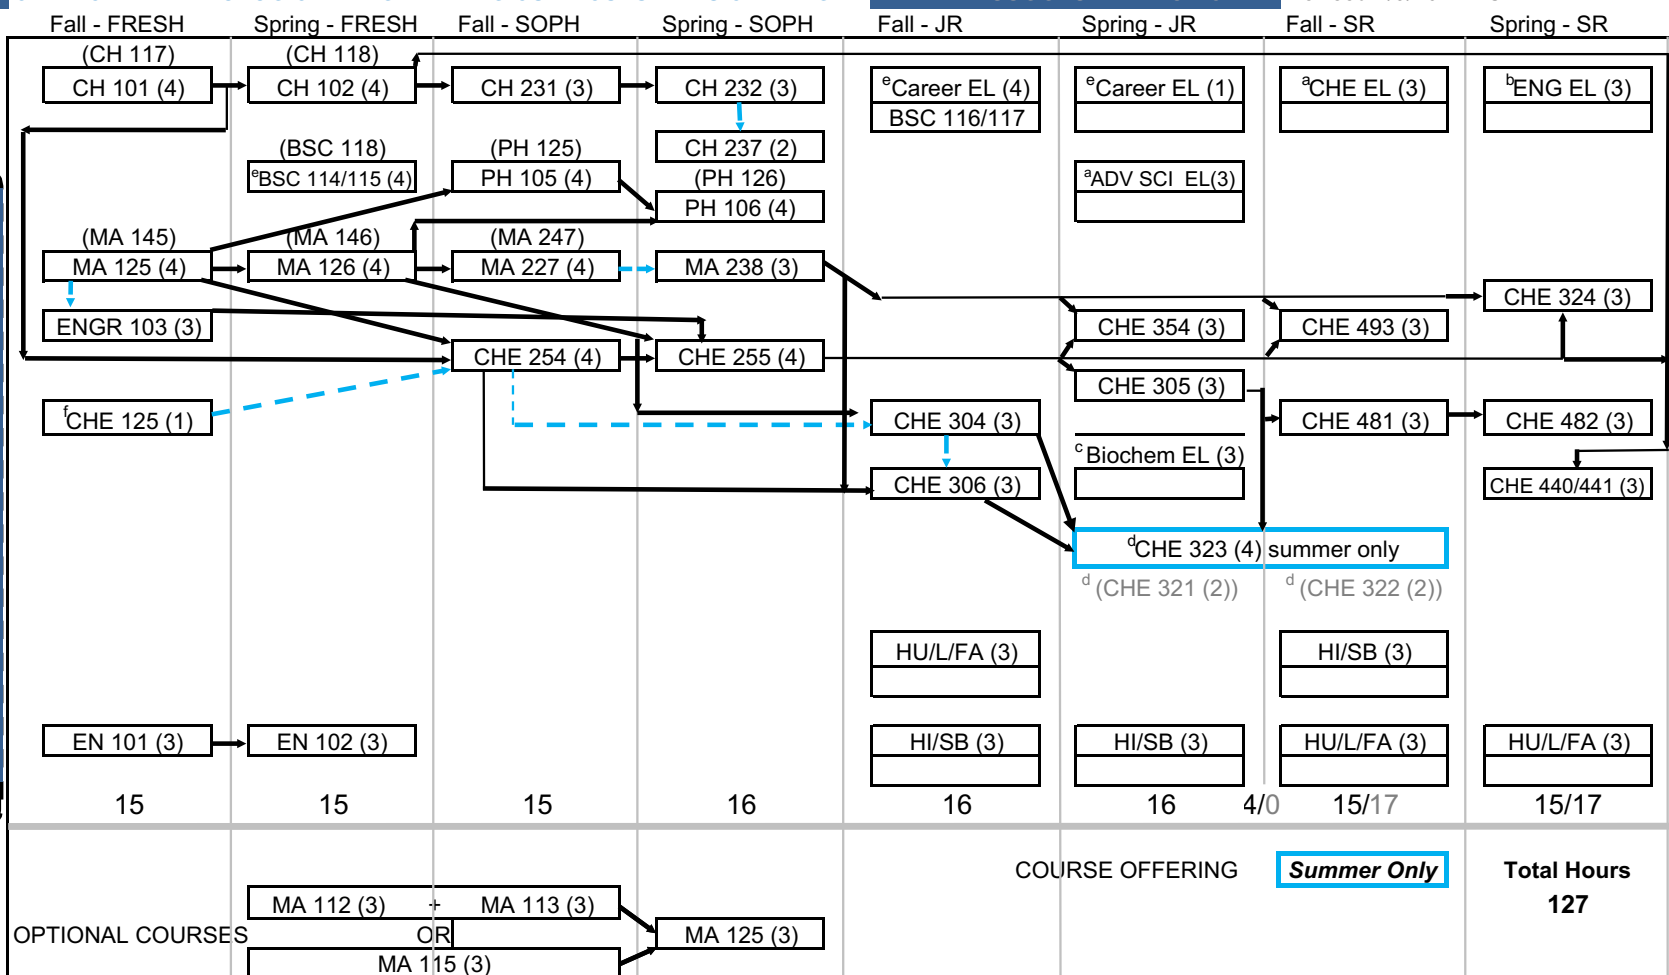 Fall - FRESH Spring - FRESH Fall - SOPH Spring - SOPH Fall - JR Spring - JR Fall - SR Spring - SR
(CH 117) (CH 118)
CH 101 (4) CH 102 (4) CH 231 (3) CH 232 (3) eCareer EL (4) eCareer EL (1) aCHE EL (3) bENG EL (3)
BSC 116/117
(BSC 118) (PH 125) CH 237 (2)
eBSC 114/115 (4) PH 105 (4) (PH 126) aADV SCI EL(3)
PH 106 (4)
(MA 145) (MA 146) (MA 247)
MA 125 (4) MA 126 (4) MA 227 (4) MA 238 (3)
CHE 324 (3)
ENGR 103 (3) CHE 354 (3) CHE 493 (3)
CHE 254 (4) CHE 255 (4)
CHE 305 (3)
fCHE 125 (1) CHE 304 (3) CHE 481 (3) CHE 482 (3)
c Biochem EL (3)
CHE 306 (3) CHE 440/441 (3)
dCHE 323 (4) summer only
d (CHE 321 (2)) d (CHE 322 (2))
HU/L/FA (3) HI/SB (3)
EN 101 (3) EN 102 (3) HI/SB (3) HI/SB (3) HU/L/FA (3) HU/L/FA (3)
15 15 15 16 16 16 4/0 15/17 15/17
COURSE OFFERING Summer Only Total Hours
127
MA 112 (3) + MA 113 (3)
OPTIONAL COURSES OR MA 125 (3)
MA 115 (3)